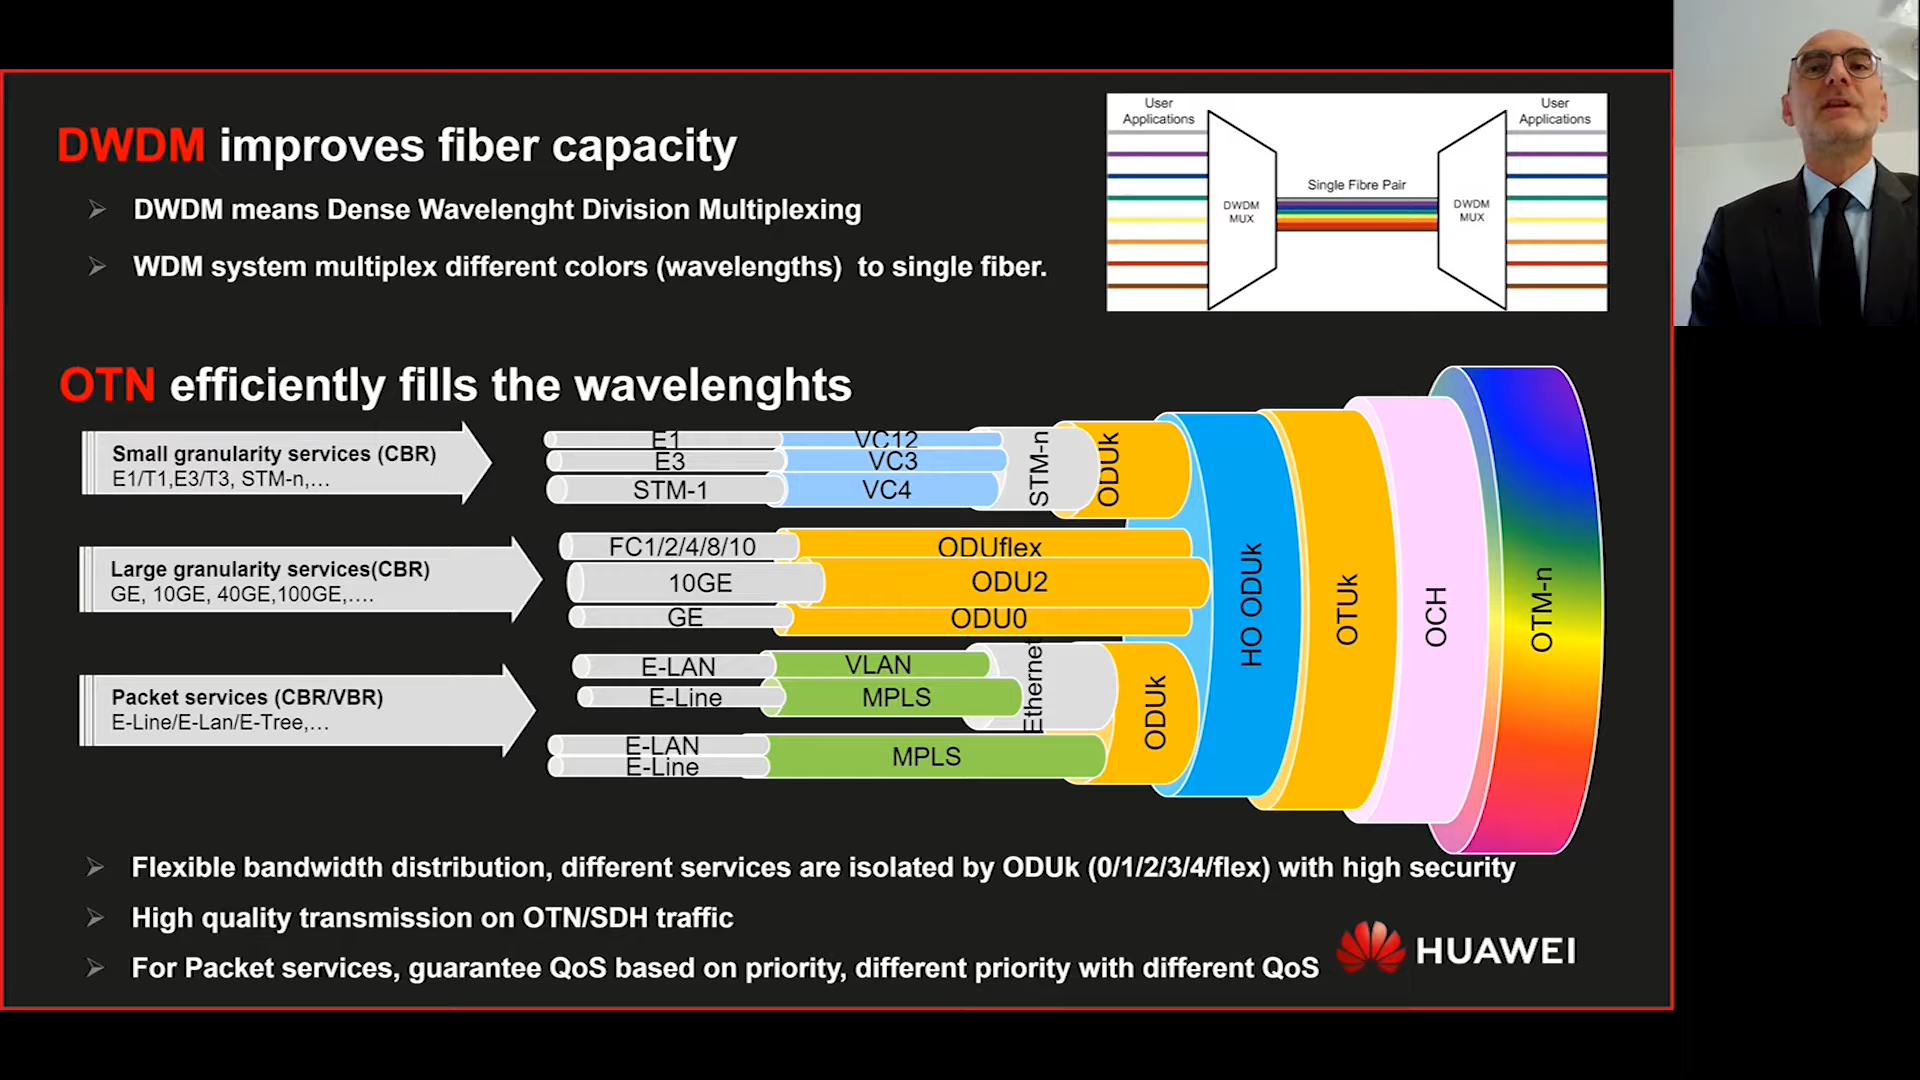 DWDM improves fiber capacity
DWDM means Dense Wavelenght Division Multiplexing
WDM system multiplex different colors (wavelengths) to single fiber.
User
Applications
User
Applications
Single Fibre Pair
DWDM
MUX
DWDM
MUX
OTN efficiently fills the wavelenghts
Small granularity services (CBR)
E1/T1,E3/T3, STM-n,...
Large granularity services(CBR)
GE, 10GE, 40GE,100GE,....
Packet services (CBR/VBR)
E-Line/E-Lan/E-Tree,...
E1
VC12
E3
VC3
STM-1
VC4
STM-n
ODUk
FC1/2/4/8/10
ODUflex
10GE
ODU2
GE
ODU0
E-LAN
VLAN
E-Line
MPLS
Ethernet
E-LAN
E-Line
MPLS
ODUk
HO ODUk
OTUk
OCH
OTM-n
Flexible bandwidth distribution, different services are isolated by ODUk (0/1/2/3/4/flex) with high security
High quality transmission on OTN/SDH traffic
For Packet services, guarantee QoS based on priority, different priority with different QoS
HUAWEI